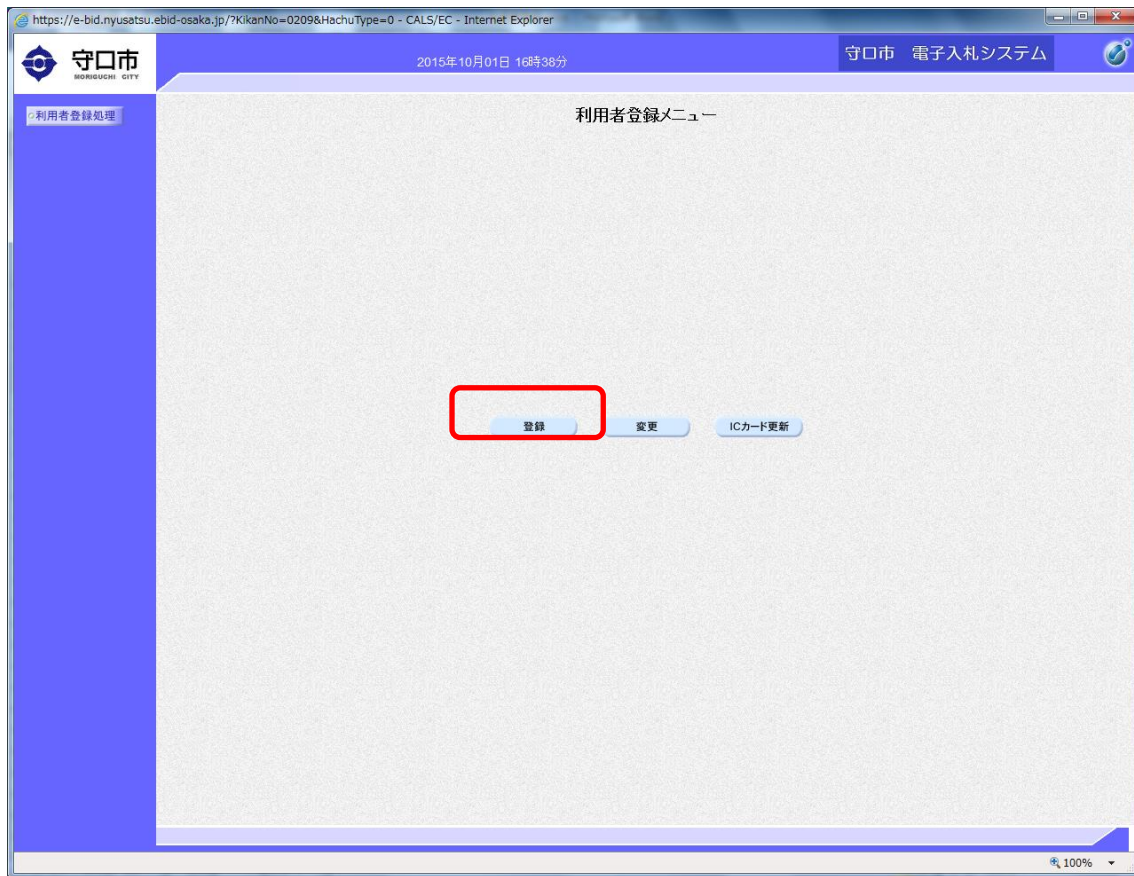 https://e-bid.nyusatsu.ebid-osaka.jp/?KikanNo=0209&HachuType=0 - CALS/EC - Internet Explorer
守口市
MORIGUCHI CITY
2015年10月01日 16時38分
守口市 電子入札システム
利用者登録処理
利用者登録メニュー
登録 変更 ICカード更新
100%